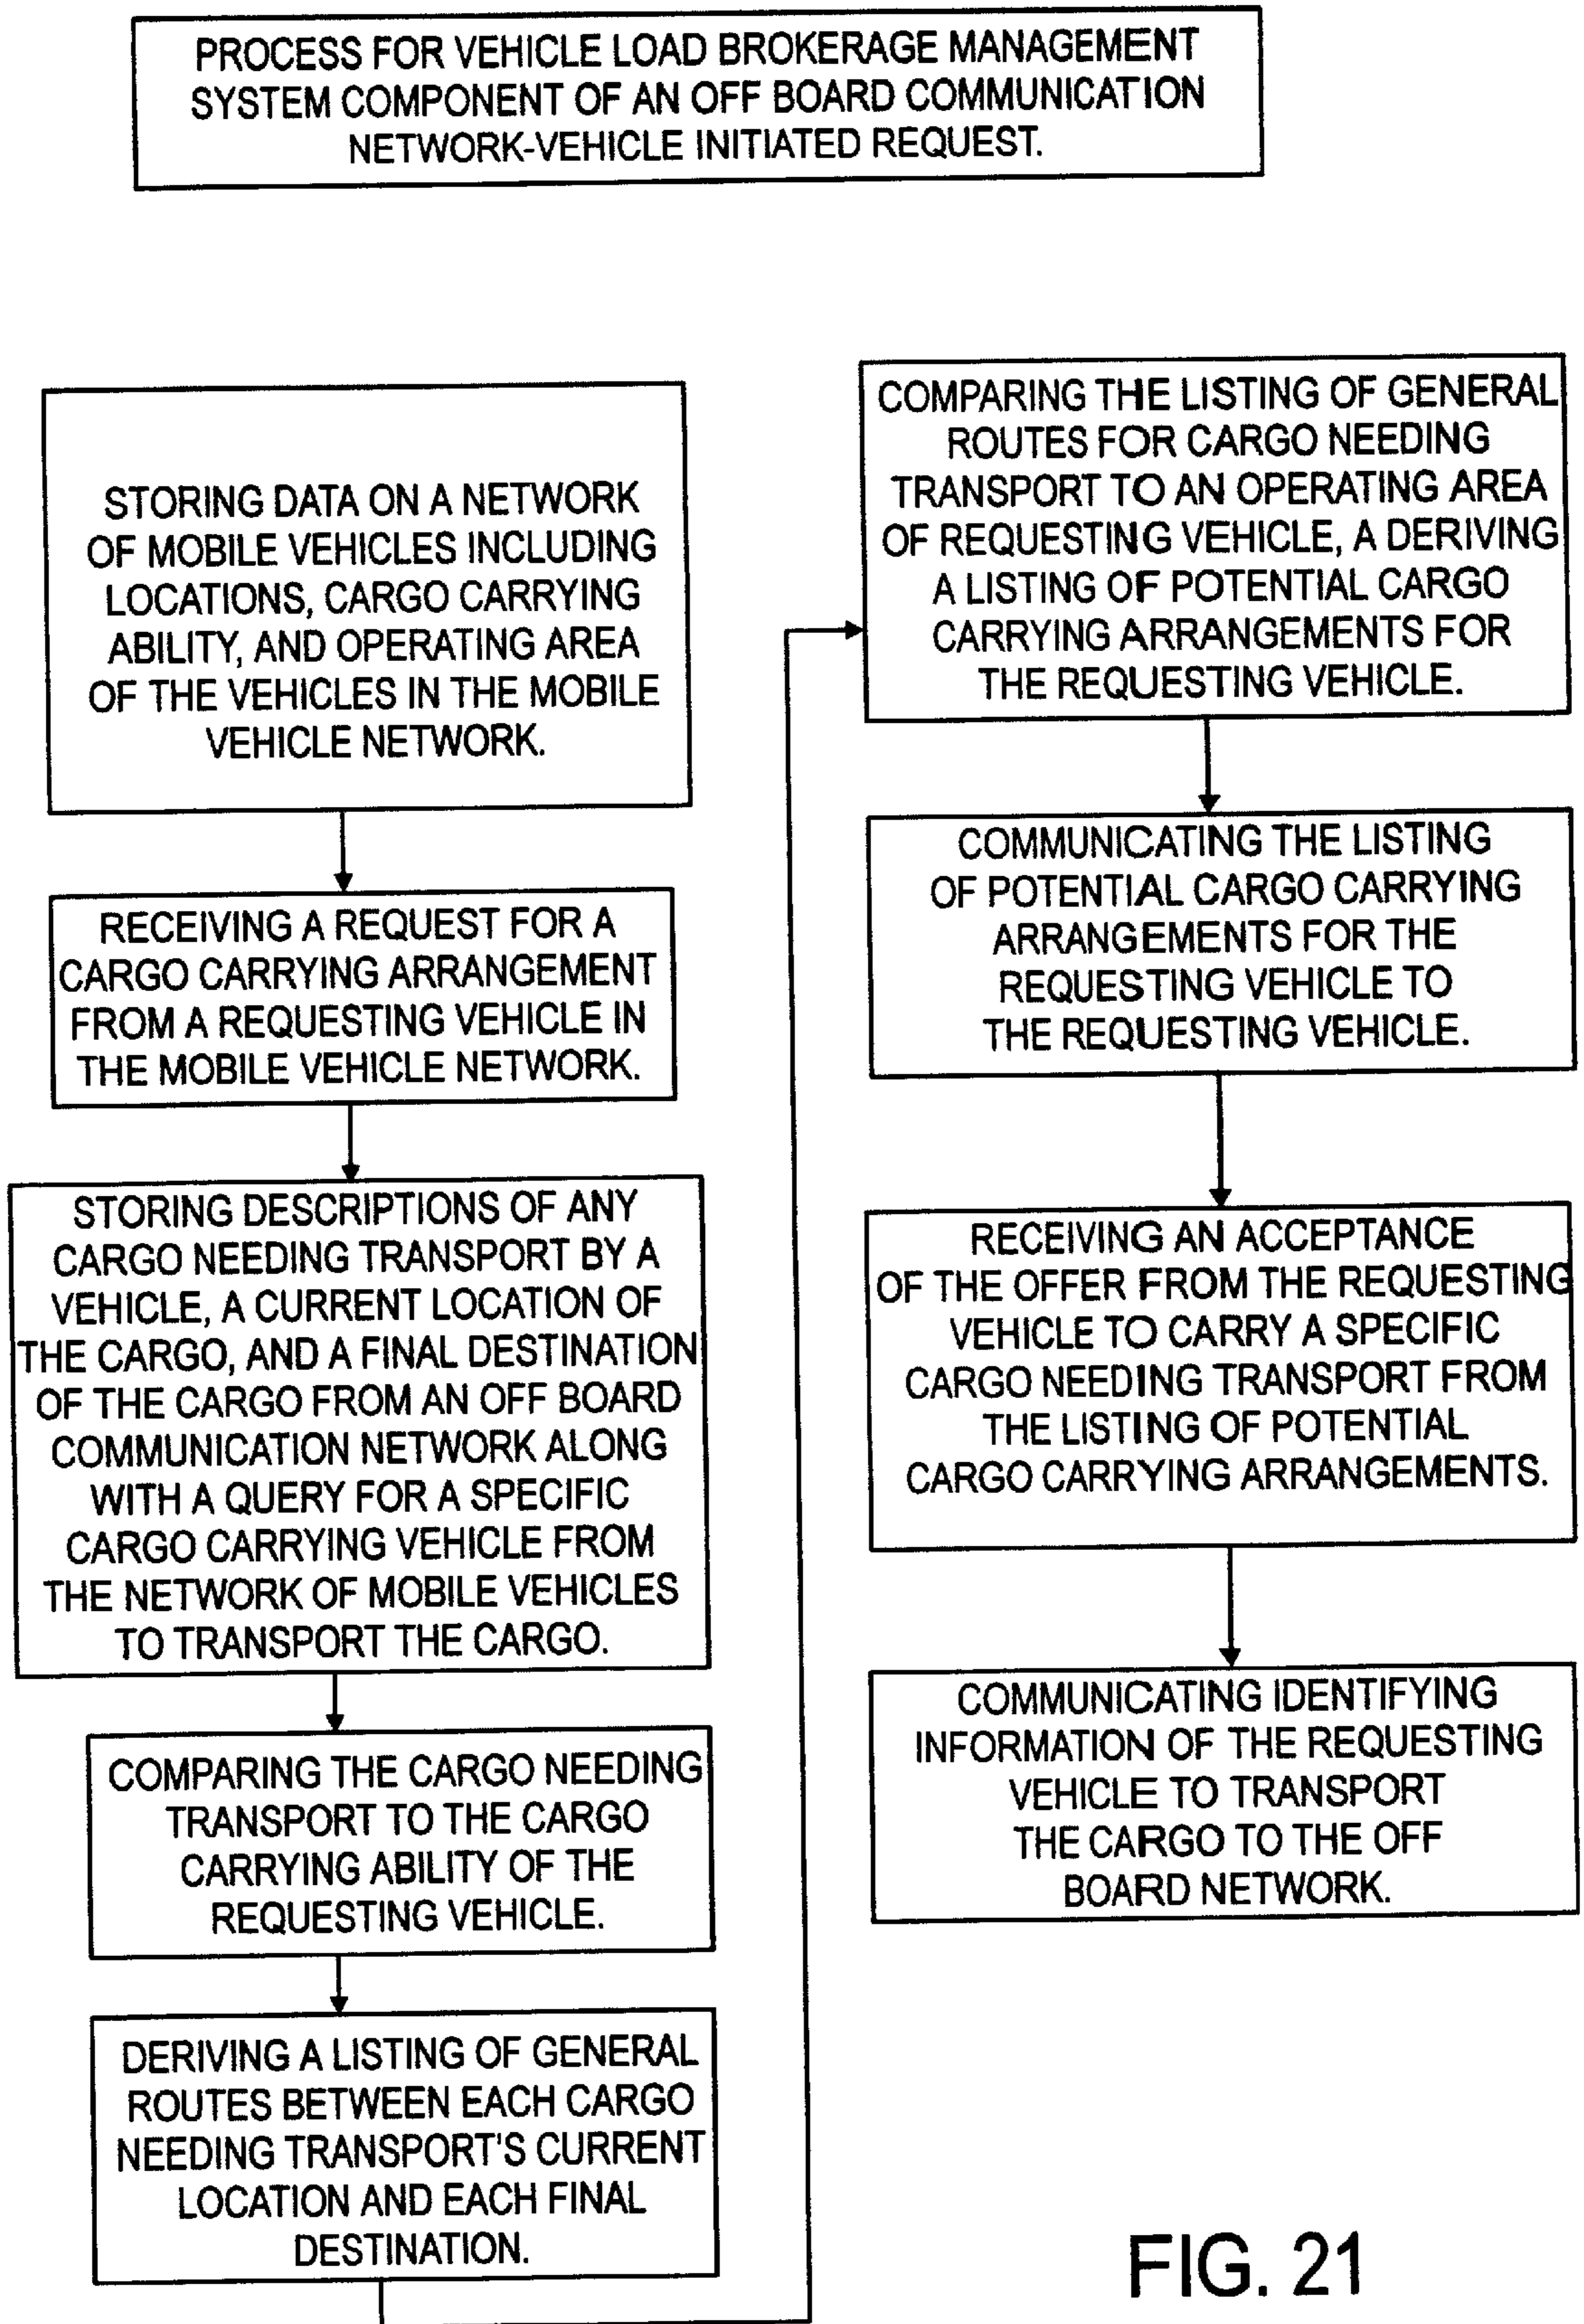 PROCESS FOR VEHICLE LOAD BROKERAGE MANAGEMENT
SYSTEM COMPONENT OF AN OFF BOARD COMMUNICATION
NETWORK-VEHICLE INITIATED REQUEST.
STORING DATA ON A NETWORK
OF MOBILE VEHICLES INCLUDING
LOCATIONS, CARGO CARRYING
ABILITY, AND OPERATING AREA
OF THE VEHICLES IN THE MOBILE
VEHICLE NETWORK.
RECEIVING A REQUEST FOR A
CARGO CARRYING ARRANGEMENT
FROM A REQUESTING VEHICLE IN
THE MOBILE VEHICLE NETWORK.
STORING DESCRIPTIONS OF ANY
CARGO NEEDING TRANSPORT BY A
VEHICLE, A CURRENT LOCATION OF
THE CARGO, AND A FINAL DESTINATION
OF THE CARGO FROM AN OFF BOARD
COMMUNICATION NETWORK ALONG
WITH A QUERY FOR A SPECIFIC
CARGO CARRYING VEHICLE FROM
THE NETWORK OF MOBILE VEHICLES
TO TRANSPORT THE CARGO.
COMPARING THE CARGO NEEDING
TRANSPORT TO THE CARGO
CARRYING ABILITY OF THE
REQUESTING VEHICLE.
DERIVING A LISTING OF GENERAL
ROUTES BETWEEN EACH CARGO
NEEDING TRANSPORT'S CURRENT
LOCATION AND EACH FINAL
DESTINATION.
COMPARING THE LISTING OF GENERAL
ROUTES FOR CARGO NEEDING
TRANSPORT TO AN OPERATING AREA
OF REQUESTING VEHICLE, A DERIVING
A LISTING OF POTENTIAL CARGO
CARRYING ARRANGEMENTS FOR
THE REQUESTING VEHICLE.
COMMUNICATING THE LISTING
OF POTENTIAL CARGO CARRYING
ARRANGEMENTS FOR THE
REQUESTING VEHICLE TO
THE REQUESTING VEHICLE.
RECEIVING AN ACCEPTANCE
OF THE OFFER FROM THE REQUESTING
VEHICLE TO CARRY A SPECIFIC
CARGO NEEDING TRANSPORT FROM
THE LISTING OF POTENTIAL
CARGO CARRYING ARRANGEMENTS.
COMMUNICATING IDENTIFYING
INFORMATION OF THE REQUESTING
VEHICLE TO TRANSPORT
THE CARGO TO THE OFF
BOARD NETWORK.
FIG. 21